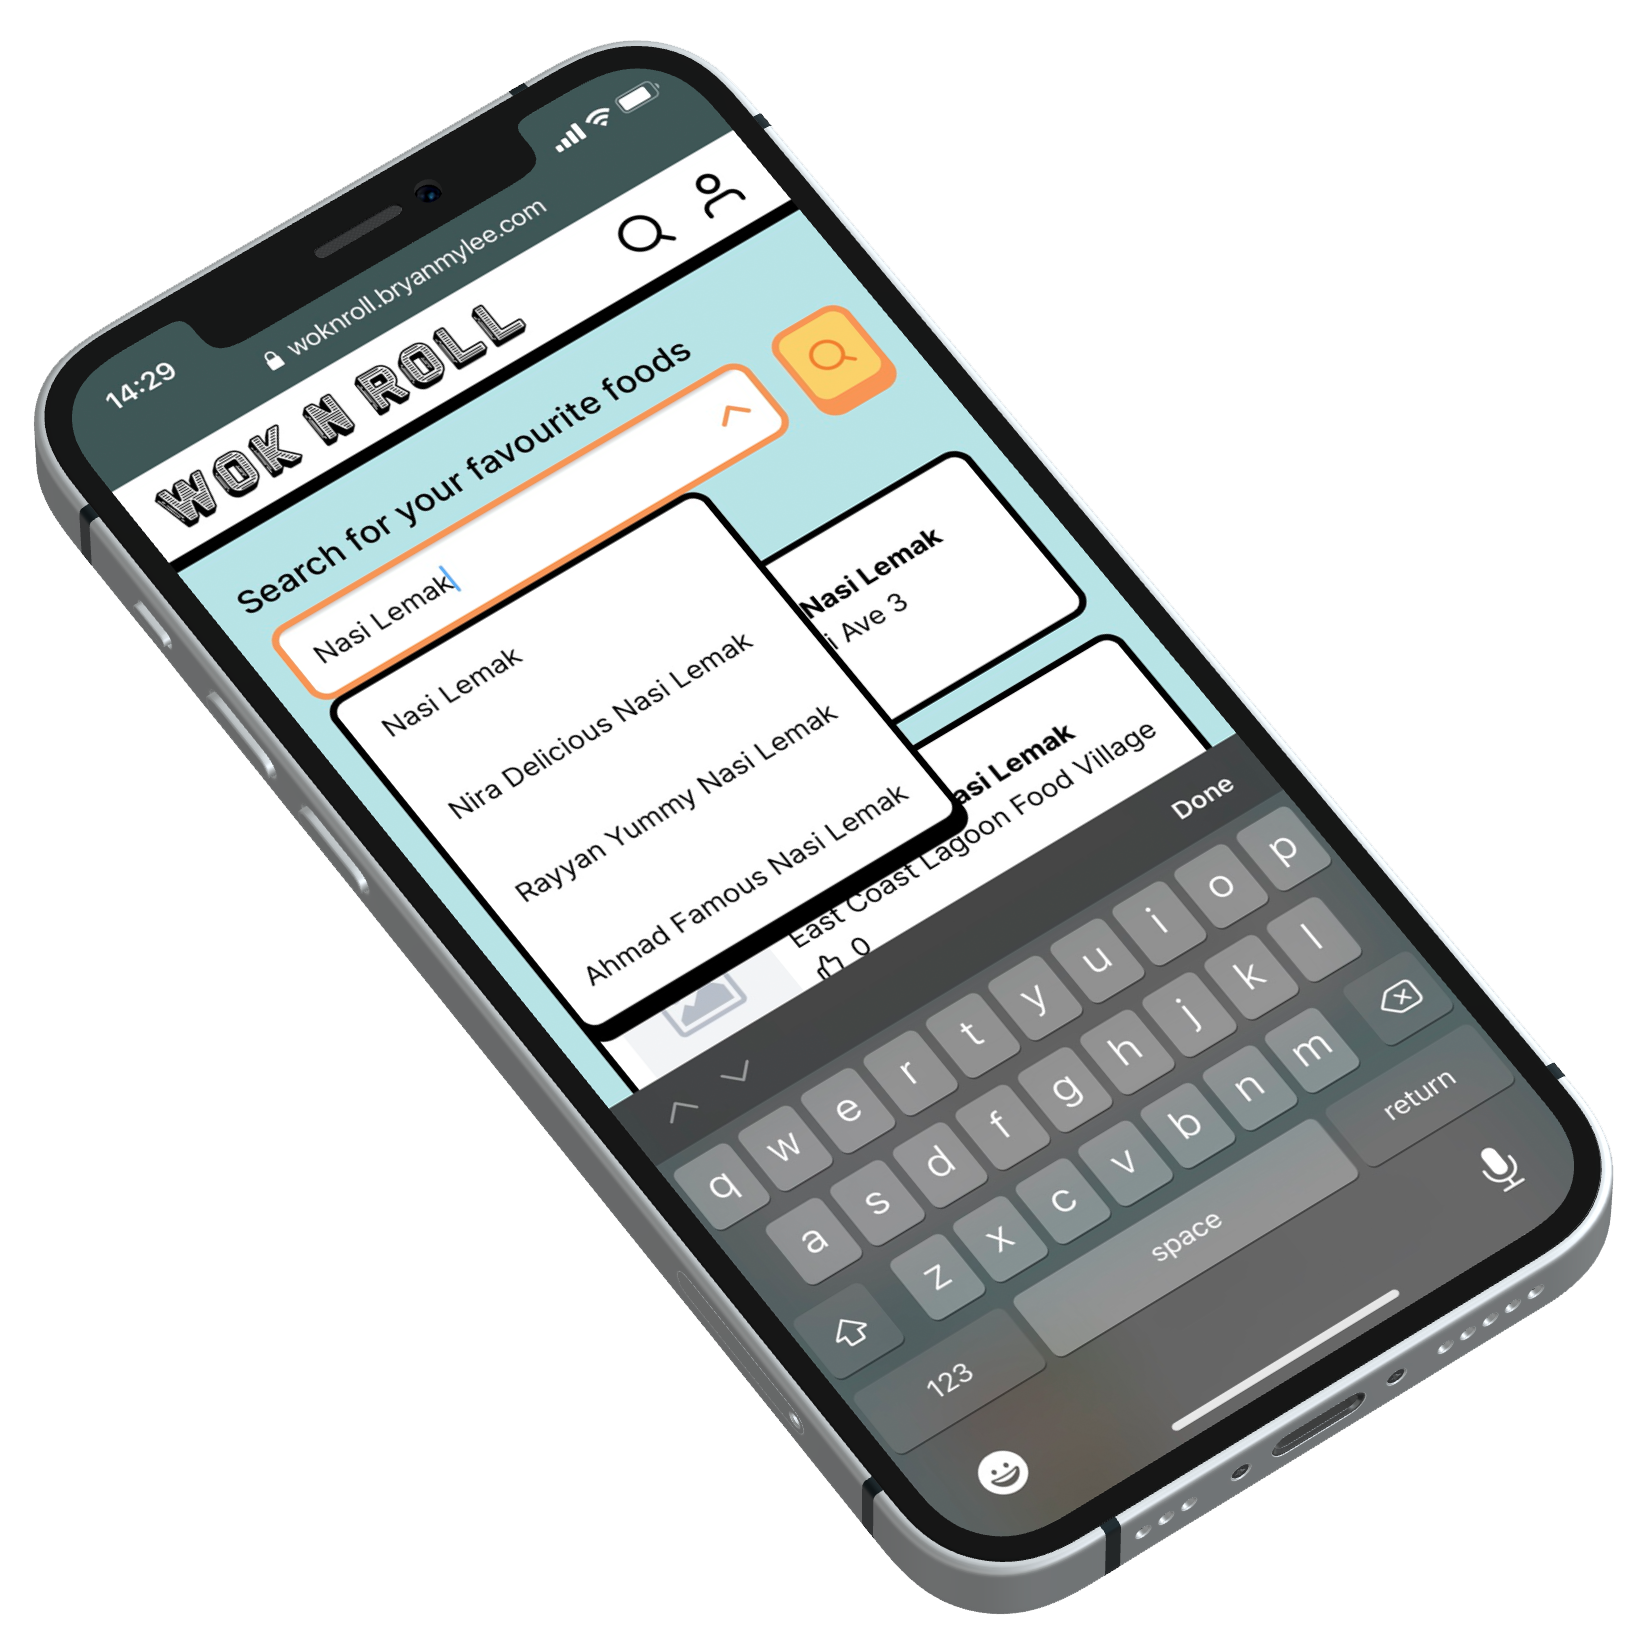 14:29
woknroll.bryanmylee.com
WOK N ROLL
Search for your favourite foods
Nasi Lemak
Nasi Lemak
Nira Delicious Nasi Lemak
Rayyan Yummy Nasi Lemak
Ahmad Famous Nasi Lemak
Nasi Lemak
i Ave 3
asi Lemak
East Coast Lagoon Food Village
0
Done
q w e r t y u i o p
a s d f g h j k l
z x c v b n m
123 space return